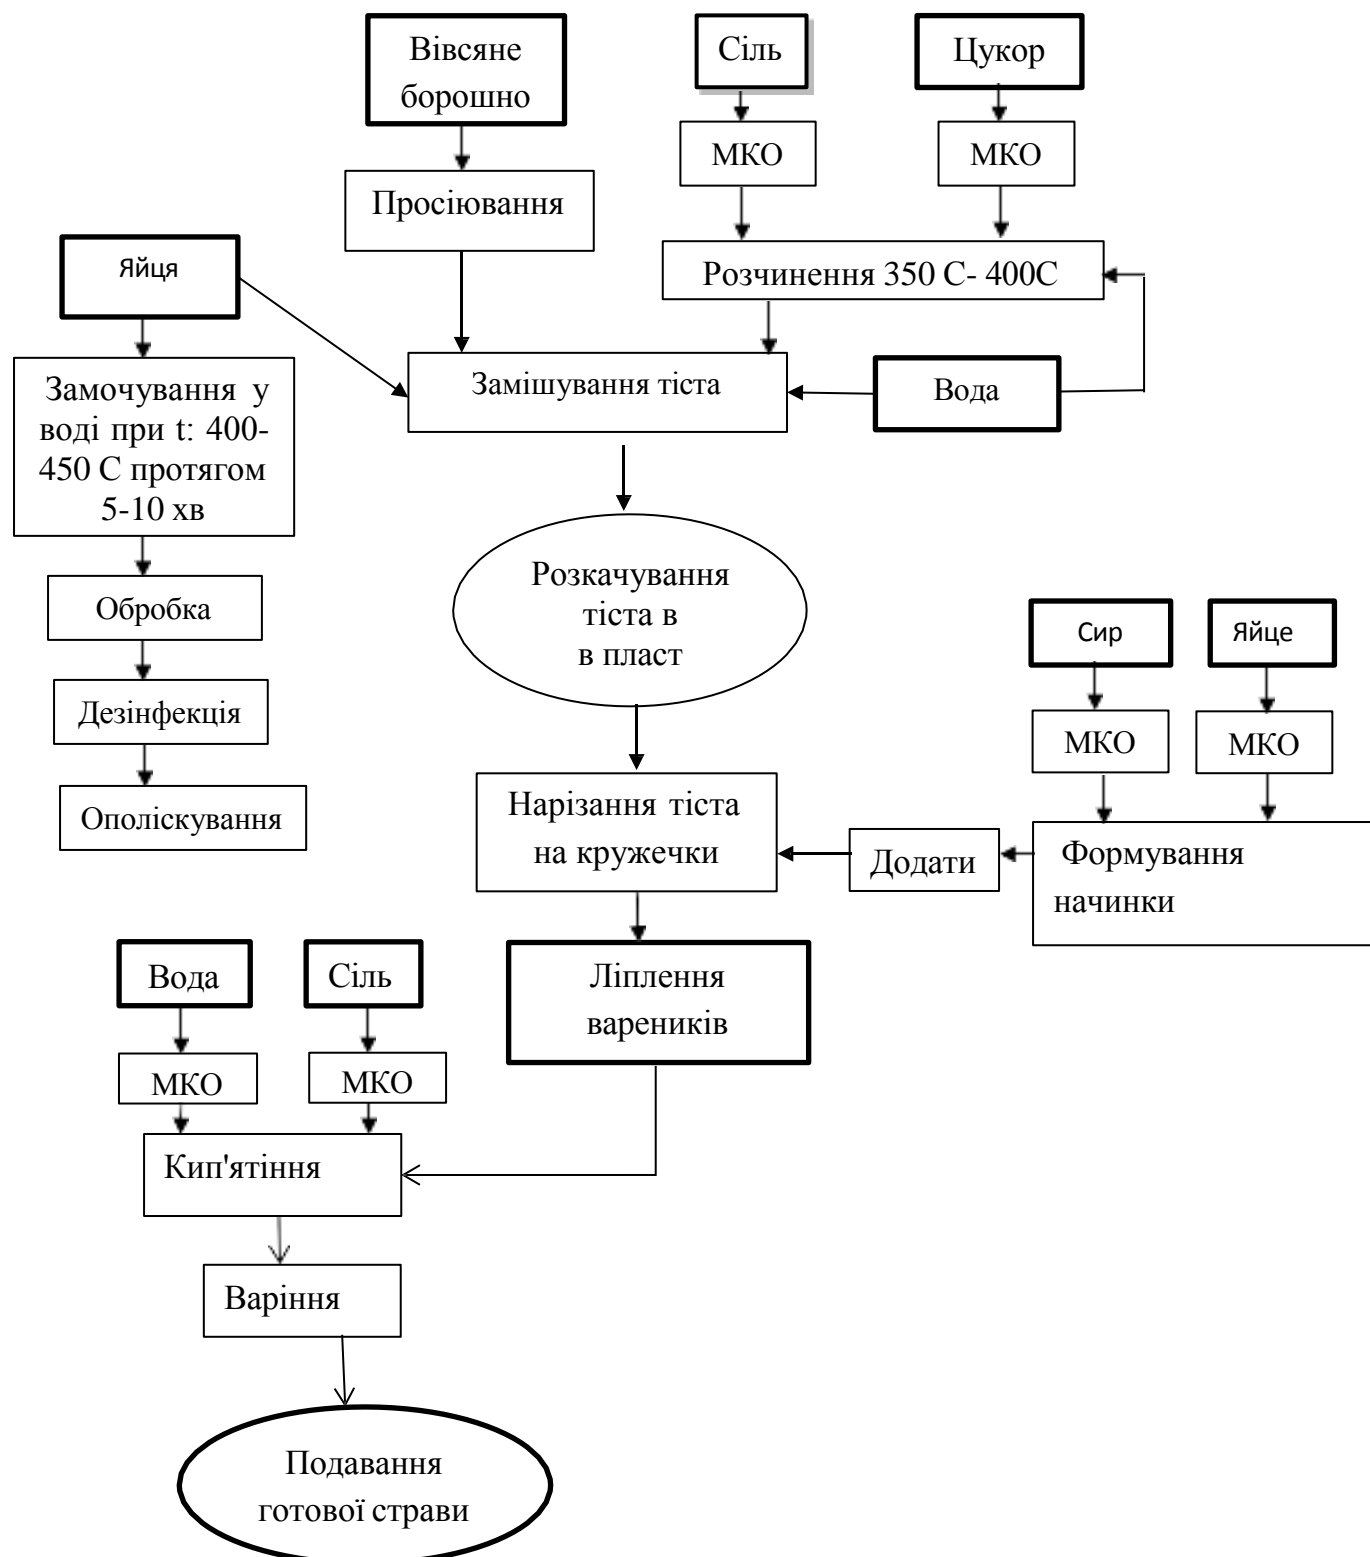 Вівсяне
борошно
Сіль
Цукор
МКО
МКО
Просіювання
Яйця
Розчинення 350 С- 400С
Замочування у
воді при t: 400-
450 С протягом
5-10 хв
Замішування тіста
Вода
Обробка
Розкачування
тіста в
в пласт
Сир
Яйце
Дезінфекція
МКО
МКО
Ополіскування
Нарізання тіста
на кружечки
Додати
Формування
начинки
Вода
Сіль
Ліплення
вареників
МКО
МКО
Кип'ятіння
Варіння
Подавання
готової страви